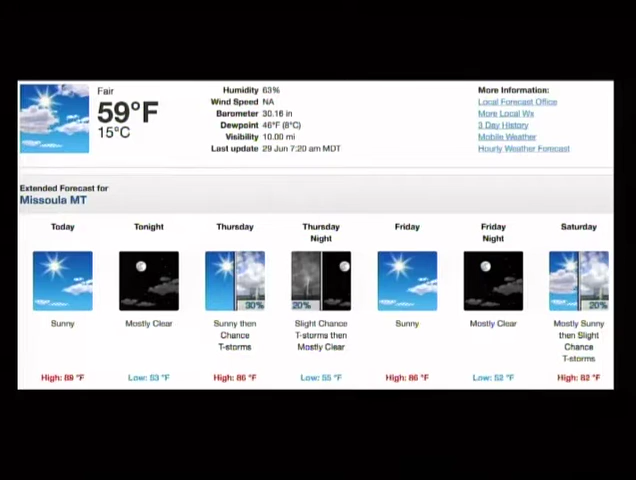 Fair
59°F
15°C
Humidity 63%
Wind Speed NA
Barometer 30.16 in
Dewpoint 46°F (8°C)
Visibility 10.00 mi
Last update 29 Jun 7:20 am MDT
More Information:
Local Forecast Office
More Local Wx
3 Day History
Mobile Weather
Hourly Weather Forecast
Extended Forecast for
Missoula MT
Today
Sunny
High: 89 °F
Tonight
Mostly Clear
Low: 53 °F
Thursday
30%
Sunny then
Chance
T-storms
High: 86 °F
Thursday
Night
20%
Slight Chance
T-storms then
Mostly Clear
Low: 55 °F
Friday
Sunny
High: 86 °F
Friday
Night
Mostly Clear
Low: 52 °F
Saturday
20%
Mostly Sunny
then Slight
Chance
T-storms
High: 82 °F